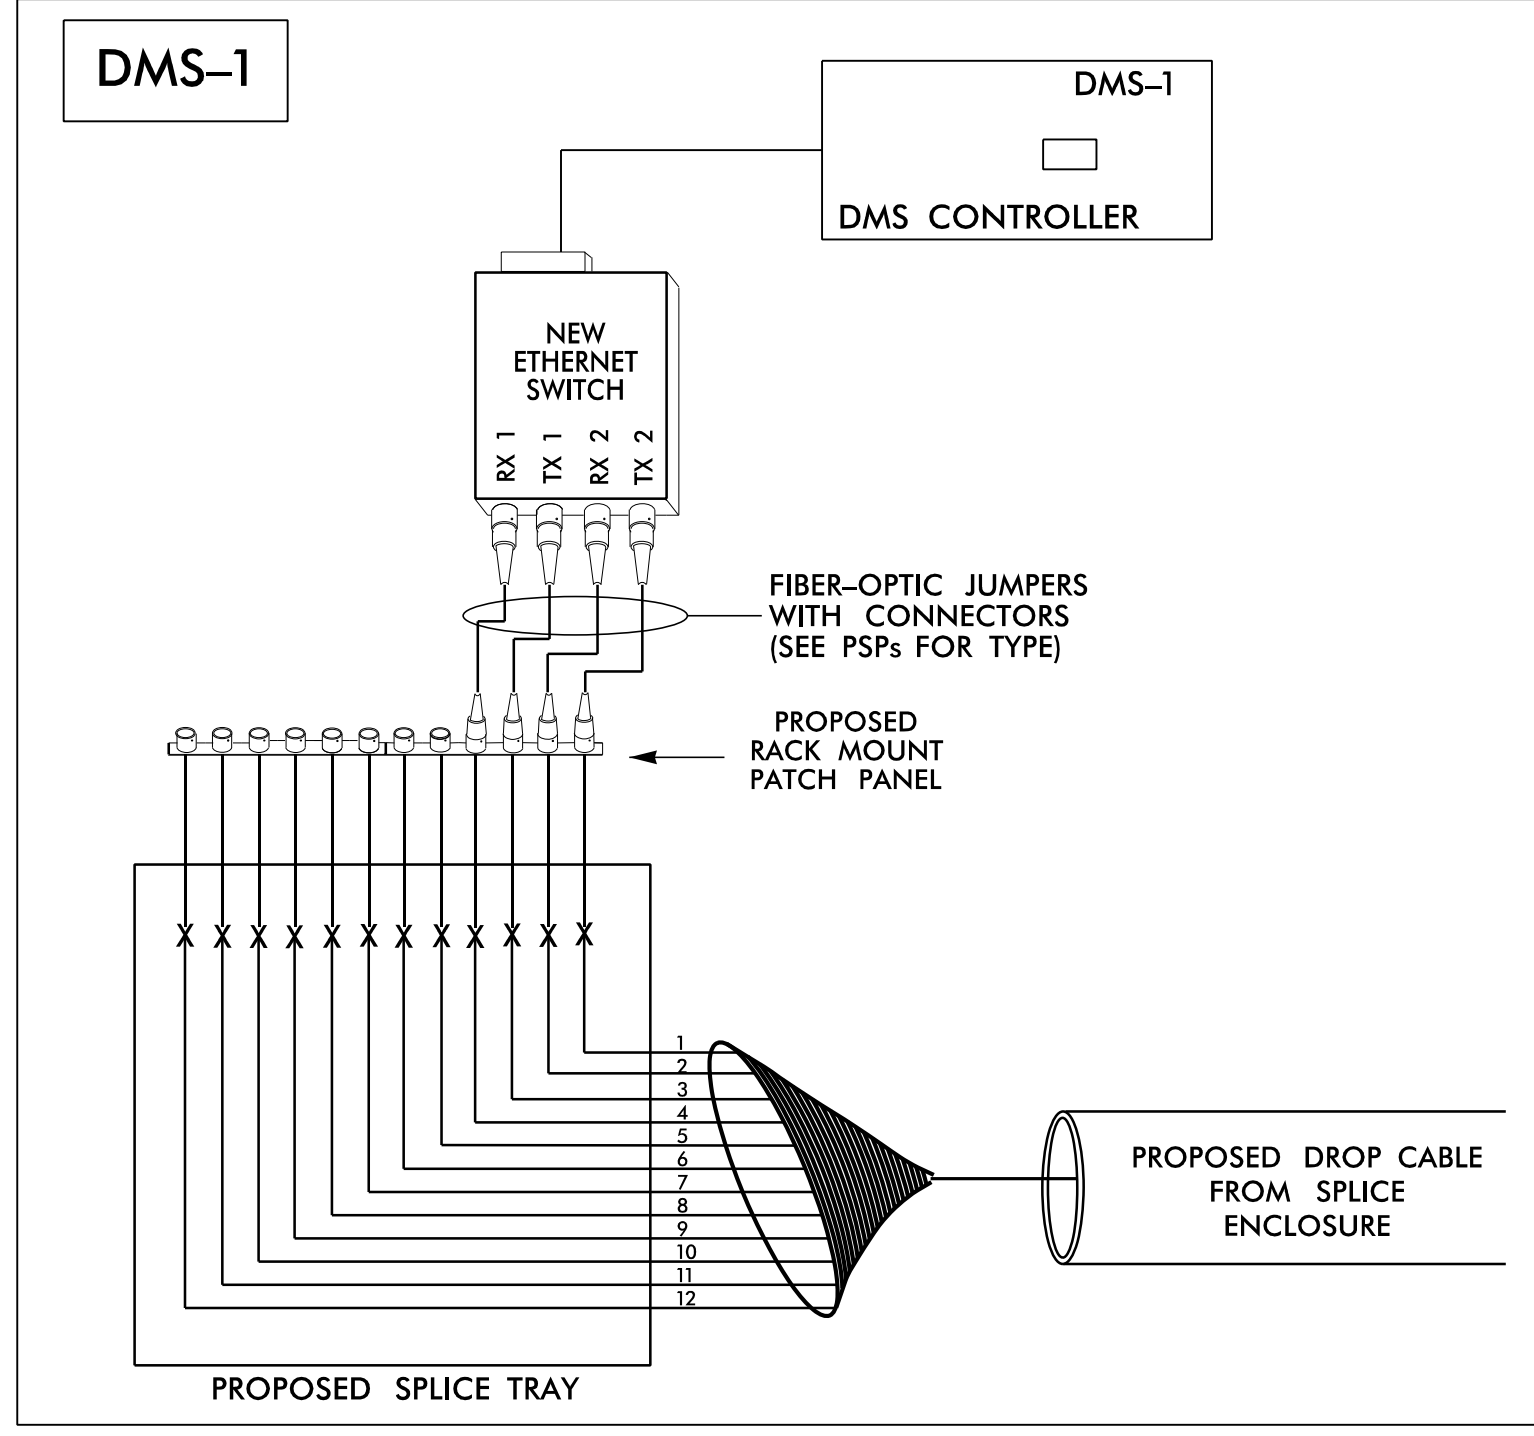 DMS–1
DMS–1
DMS CONTROLLER
NEW
ETHERNET
SWITCH
RX 1
TX 1
RX 2
TX 2
FIBER–OPTIC JUMPERS
WITH CONNECTORS
(SEE PSPs FOR TYPE)
PROPOSED
RACK MOUNT
PATCH PANEL
X X X X X X X X X X X X
1
2
3
4
5
6
7
8
9
10
11
12
PROPOSED DROP CABLE
FROM SPLICE
ENCLOSURE
PROPOSED SPLICE TRAY